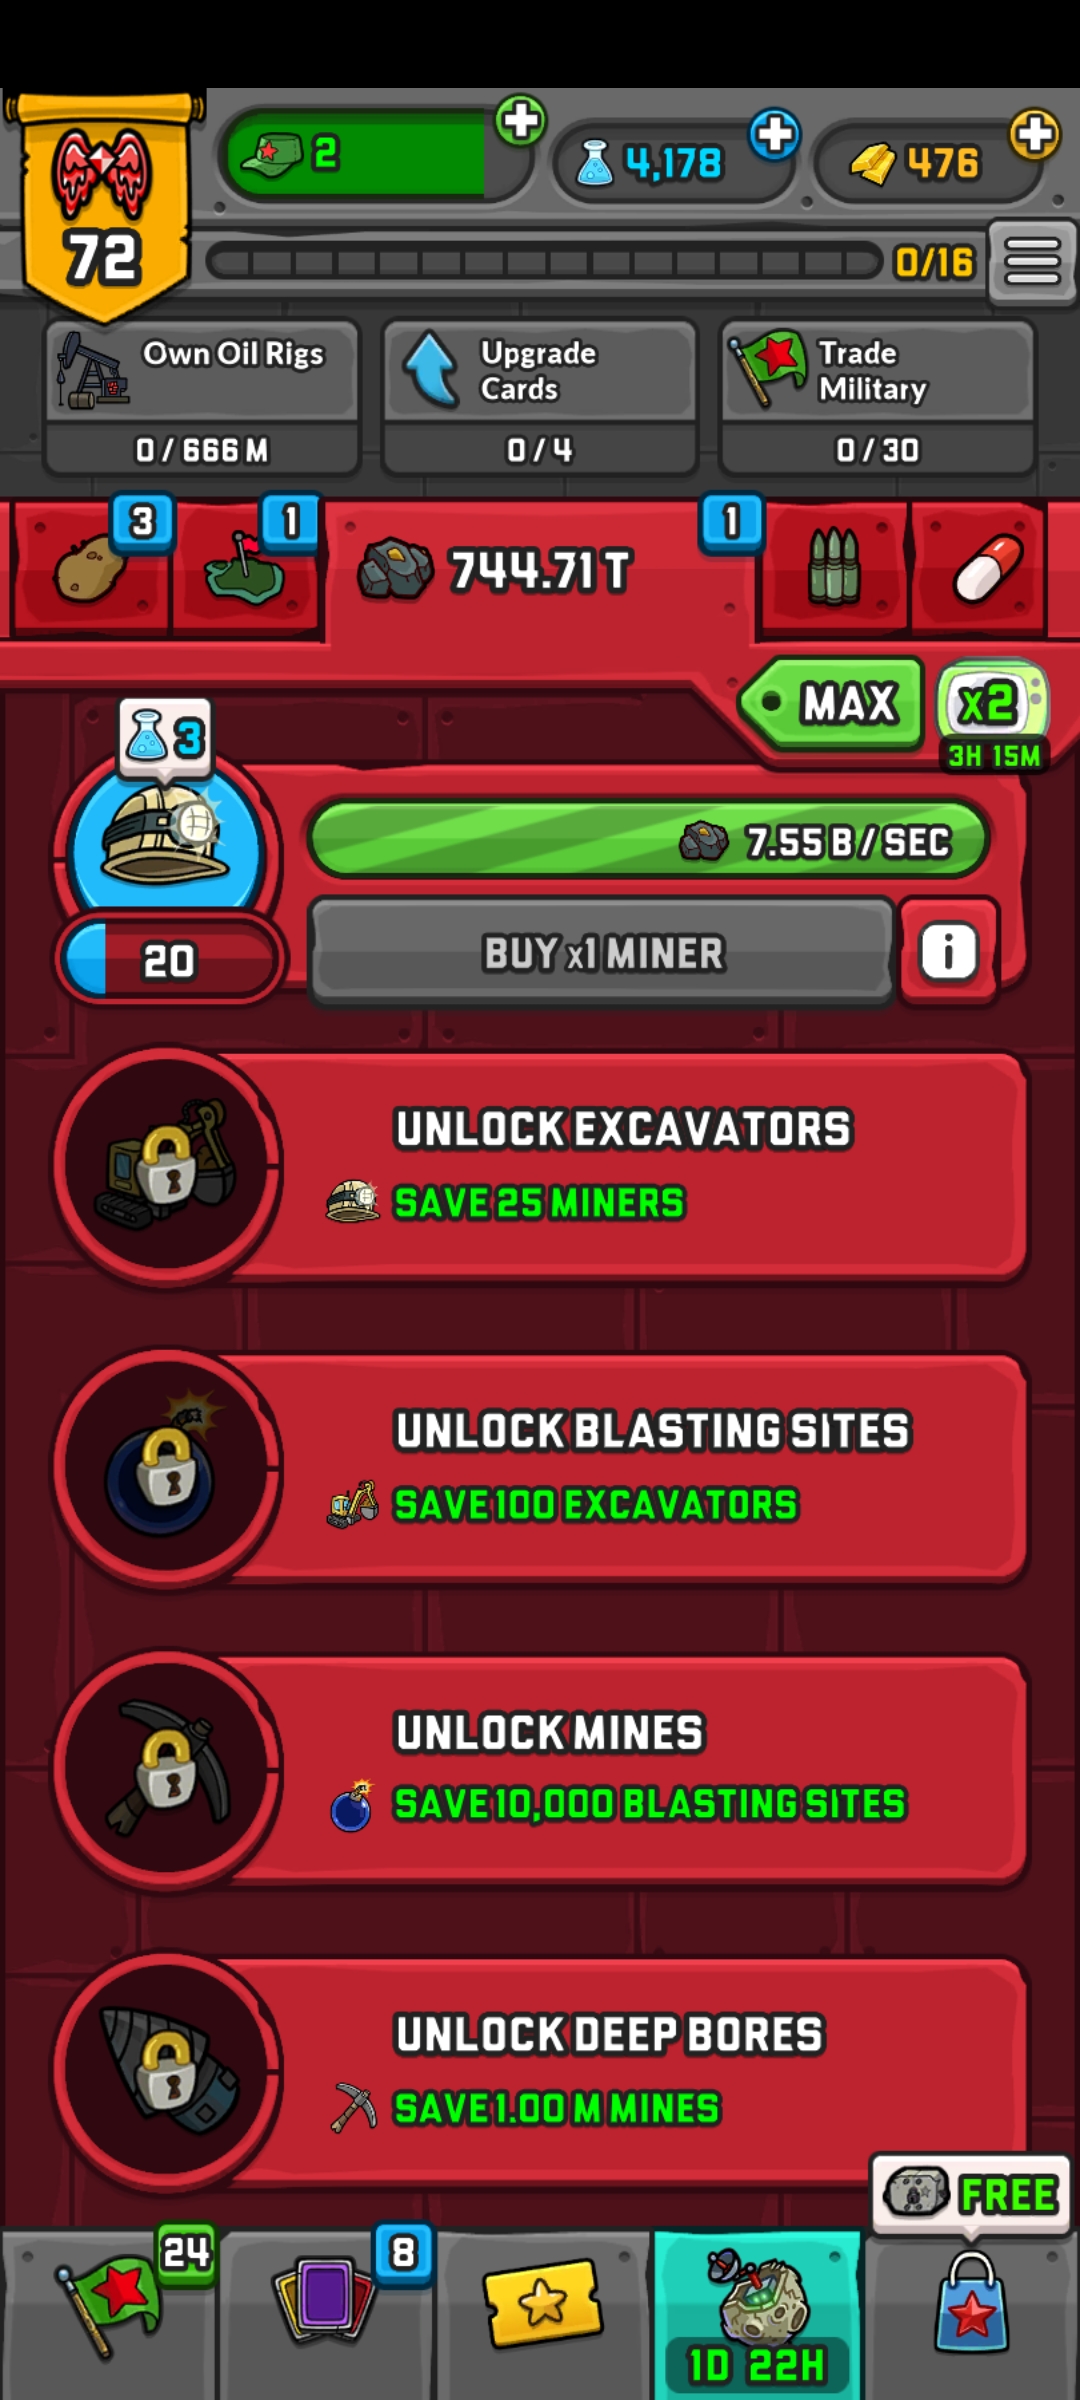 2
4,178
476
72
0/16
Own Oil Rigs
0 / 666 M
Upgrade
Cards
0 / 4
Trade
Military
0 / 30
3
1
744.71 T
1
MAX
x2
3H 15M
3
7.55 B / SEC
20
BUY x1 MINER
i
UNLOCK EXCAVATORS
SAVE 25 MINERS
UNLOCK BLASTING SITES
SAVE 100 EXCAVATORS
UNLOCK MINES
SAVE 10,000 BLASTING SITES
UNLOCK DEEP BORES
SAVE 1.00 M MINES
FREE
24
8
1D 22H